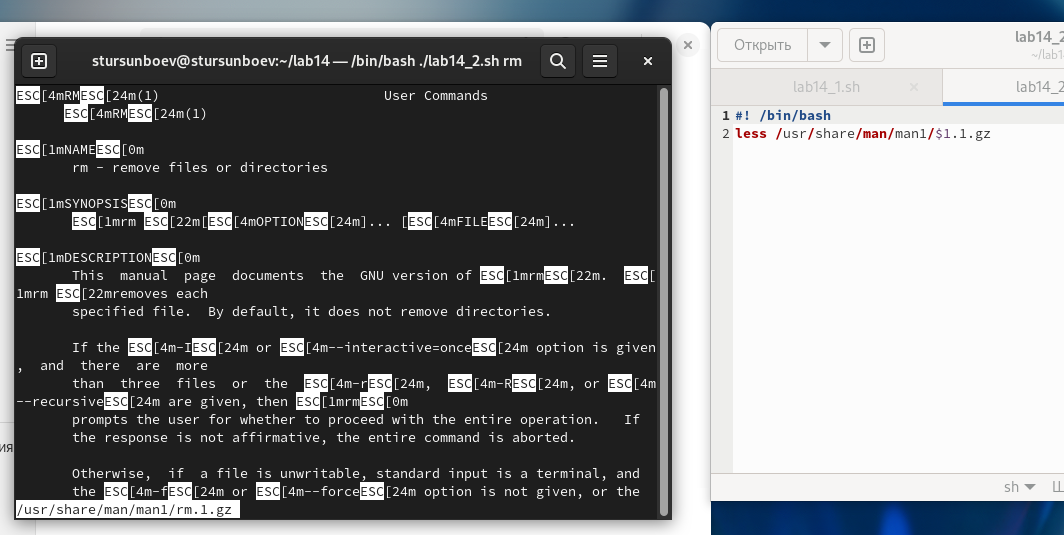 stursunboev@stursunboev:~/lab14 — /bin/bash ./lab14_2.sh rm
ESC[4mRMESC[24m(1) User Commands
ESC[4mRMESC[24m(1)
ESC[1mNAMEESC[0m
rm - remove files or directories
ESC[1mSYNOPSISESC[0m
ESC[1mrm ESC[22m[ESC[4mOPTIONESC[24m]... [ESC[4mFILEESC[24m]...
ESC[1mDESCRIPTIONESC[0m
This manual page documents the GNU version of ESC[1mrmESC[22m. ESC[
1mrm ESC[22mremoves each
specified file. By default, it does not remove directories.
If the ESC[4m-IESC[24m or ESC[4m--interactive=onceESC[24m option is given
, and there are more
than three files or the ESC[4m-rESC[24m, ESC[4m-RESC[24m, or ESC[4m
--recursiveESC[24m are given, then ESC[1mrmESC[0m
prompts the user for whether to proceed with the entire operation. If
the response is not affirmative, the entire command is aborted.
Otherwise, if a file is unwritable, standard input is a terminal, and
the ESC[4m-fESC[24m or ESC[4m--forceESC[24m option is not given, or the
/usr/share/man/man1/rm.1.gz
Открыть
lab14_2
~/lab1
lab14_1.sh
lab14_2
1 #! /bin/bash
2 less /usr/share/man/man1/$1.1.gz
sh